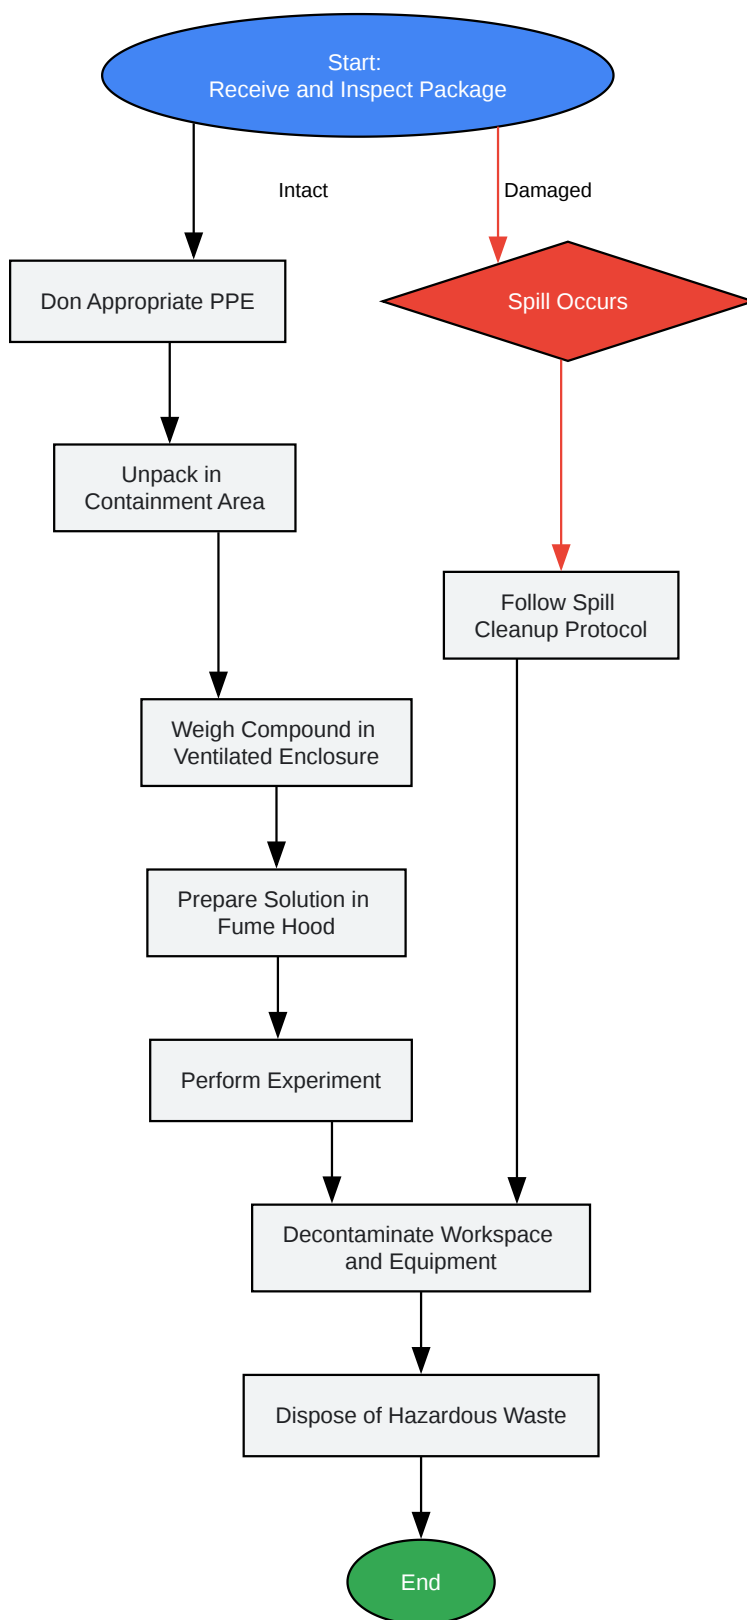 Start:
Receive and Inspect Package
Intact
Damaged
Don Appropriate PPE
Spill Occurs
Unpack in
Containment Area
Follow Spill
Cleanup Protocol
Weigh Compound in
Ventilated Enclosure
Prepare Solution in
Fume Hood
Perform Experiment
Decontaminate Workspace
and Equipment
Dispose of Hazardous Waste
End